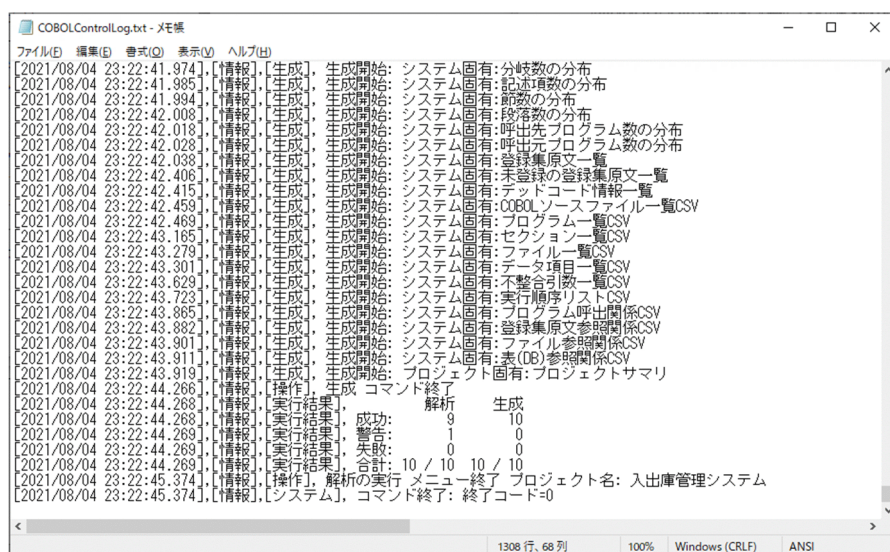 COBOLControlLog.txt - メモ帳
ファイル(F) 編集(E) 書式(O) 表示(V) ヘルプ(H)
[2021/08/04 23:22:41.974],[情報],[生成], 生成開始: システム固有:分岐数の分布
[2021/08/04 23:22:41.985],[情報],[生成], 生成開始: システム固有:記述項数の分布
[2021/08/04 23:22:41.994],[情報],[生成], 生成開始: システム固有:節数の分布
[2021/08/04 23:22:42.008],[情報],[生成], 生成開始: システム固有:段落数の分布
[2021/08/04 23:22:42.018],[情報],[生成], 生成開始: システム固有:呼出先プログラム数の分布
[2021/08/04 23:22:42.028],[情報],[生成], 生成開始: システム固有:呼出元プログラム数の分布
[2021/08/04 23:22:42.038],[情報],[生成], 生成開始: システム固有:登録集原文一覧
[2021/08/04 23:22:42.406],[情報],[生成], 生成開始: システム固有:未登録の登録集原文一覧
[2021/08/04 23:22:42.415],[情報],[生成], 生成開始: システム固有:デッドコード情報一覧
[2021/08/04 23:22:42.459],[情報],[生成], 生成開始: システム固有:COBOLソースファイル一覧CSV
[2021/08/04 23:22:42.469],[情報],[生成], 生成開始: システム固有:プログラム一覧CSV
[2021/08/04 23:22:43.165],[情報],[生成], 生成開始: システム固有:セクション一覧CSV
[2021/08/04 23:22:43.279],[情報],[生成], 生成開始: システム固有:ファイル一覧CSV
[2021/08/04 23:22:43.301],[情報],[生成], 生成開始: システム固有:データ項目一覧CSV
[2021/08/04 23:22:43.629],[情報],[生成], 生成開始: システム固有:不整合引数一覧CSV
[2021/08/04 23:22:43.723],[情報],[生成], 生成開始: システム固有:実行順序リストCSV
[2021/08/04 23:22:43.865],[情報],[生成], 生成開始: システム固有:プログラム呼出関係CSV
[2021/08/04 23:22:43.882],[情報],[生成], 生成開始: システム固有:登録集原文参照関係CSV
[2021/08/04 23:22:43.901],[情報],[生成], 生成開始: システム固有:ファイル参照関係CSV
[2021/08/04 23:22:43.911],[情報],[生成], 生成開始: システム固有:表(DB)参照関係CSV
[2021/08/04 23:22:43.919],[情報],[生成], 生成開始: プロジェクト固有:プロジェクトサマリ
[2021/08/04 23:22:44.266],[情報],[操作], 生成 コマンド終了
[2021/08/04 23:22:44.268],[情報],[実行結果], 解析 生成
[2021/08/04 23:22:44.268],[情報],[実行結果], 成功: 9 10
[2021/08/04 23:22:44.269],[情報],[実行結果], 警告: 1 0
[2021/08/04 23:22:44.269],[情報],[実行結果], 失敗: 0 0
[2021/08/04 23:22:44.269],[情報],[実行結果], 合計: 10 / 10 10 / 10
[2021/08/04 23:22:45.374],[情報],[操作], 解析の実行 メニュー終了 プロジェクト名: 入出庫管理システム
[2021/08/04 23:22:45.374],[情報],[システム], コマンド終了: 終了コード=0
1308 行、68 列 100% Windows (CRLF) ANSI